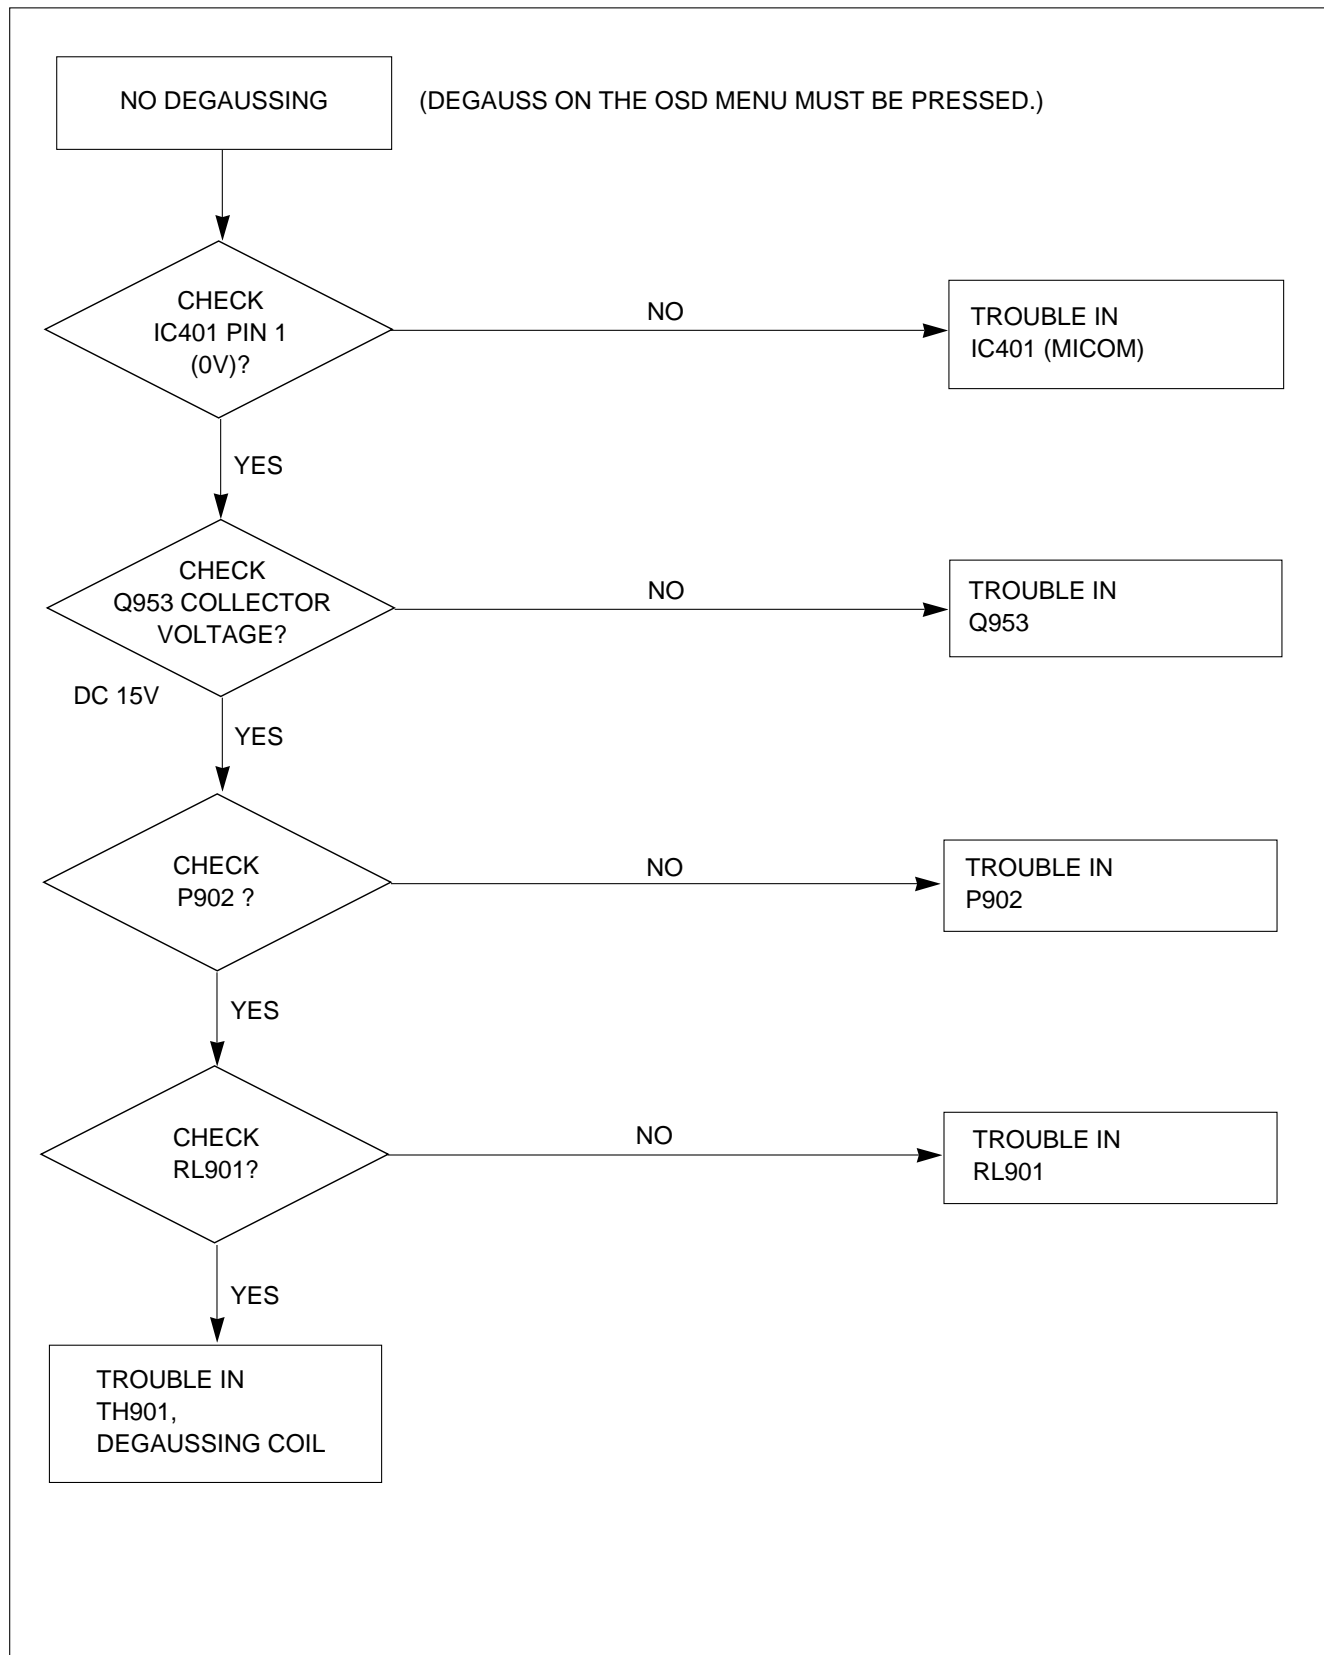 NO DEGAUSSING
(DEGAUSS ON THE OSD MENU MUST BE PRESSED.)
CHECK
IC401 PIN 1
(0V)?
NO
TROUBLE IN
IC401 (MICOM)
YES
CHECK
Q953 COLLECTOR
VOLTAGE?
NO
TROUBLE IN
Q953
DC 15V
YES
CHECK
P902 ?
NO
TROUBLE IN
P902
YES
CHECK
RL901?
NO
TROUBLE IN
RL901
YES
TROUBLE IN
TH901,
DEGAUSSING COIL